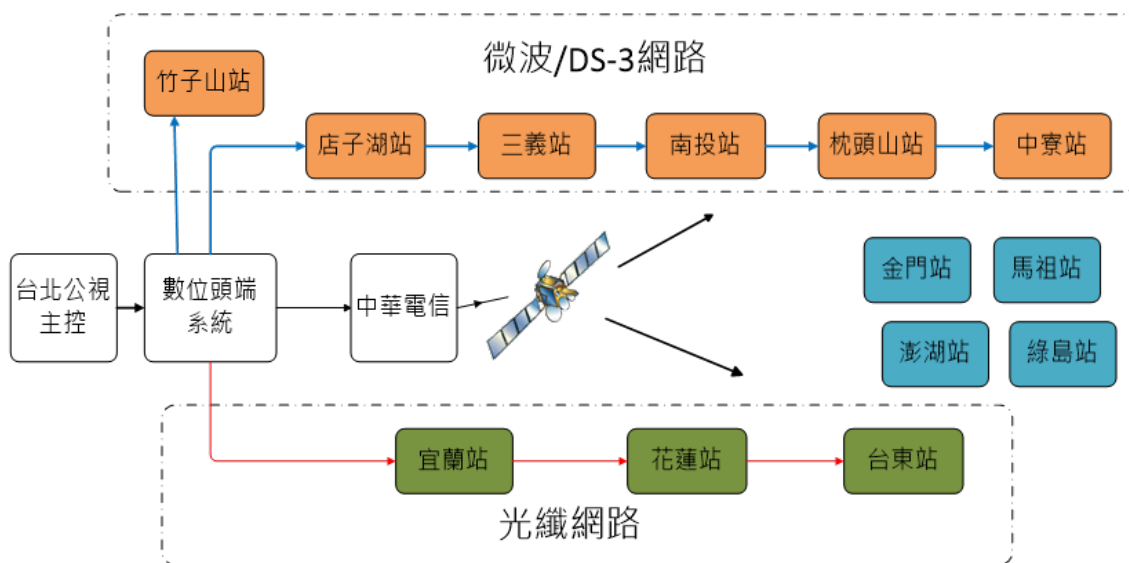 微波/DS-3網路
竹子山站
店子湖站
三義站
南投站
枕頭山站
中寮站
台北公視
主控
數位頭端
系統
中華電信
金門站
馬祖站
澎湖站
綠島站
宜蘭站
花蓮站
台東站
光纖網路